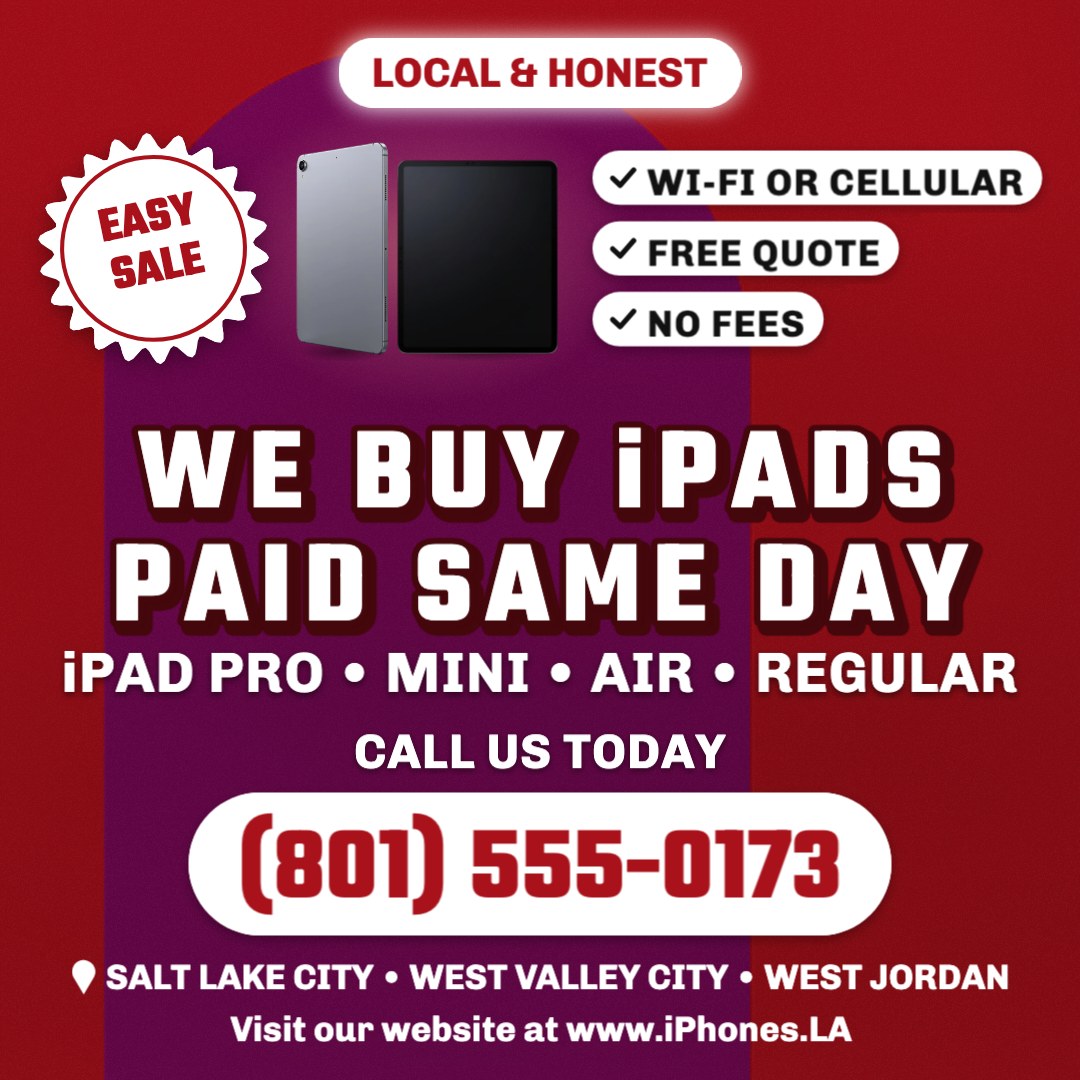 LOCAL & HONEST
EASY
SALE
✓ WI-FI OR CELLULAR
✓ FREE QUOTE
✓ NO FEES
WE BUY iPADS
PAID SAME DAY
iPAD PRO • MINI • AIR • REGULAR
CALL US TODAY
(801) 555-0173
SALT LAKE CITY • WEST VALLEY CITY • WEST JORDAN
Visit our website at www.iPhones.LA